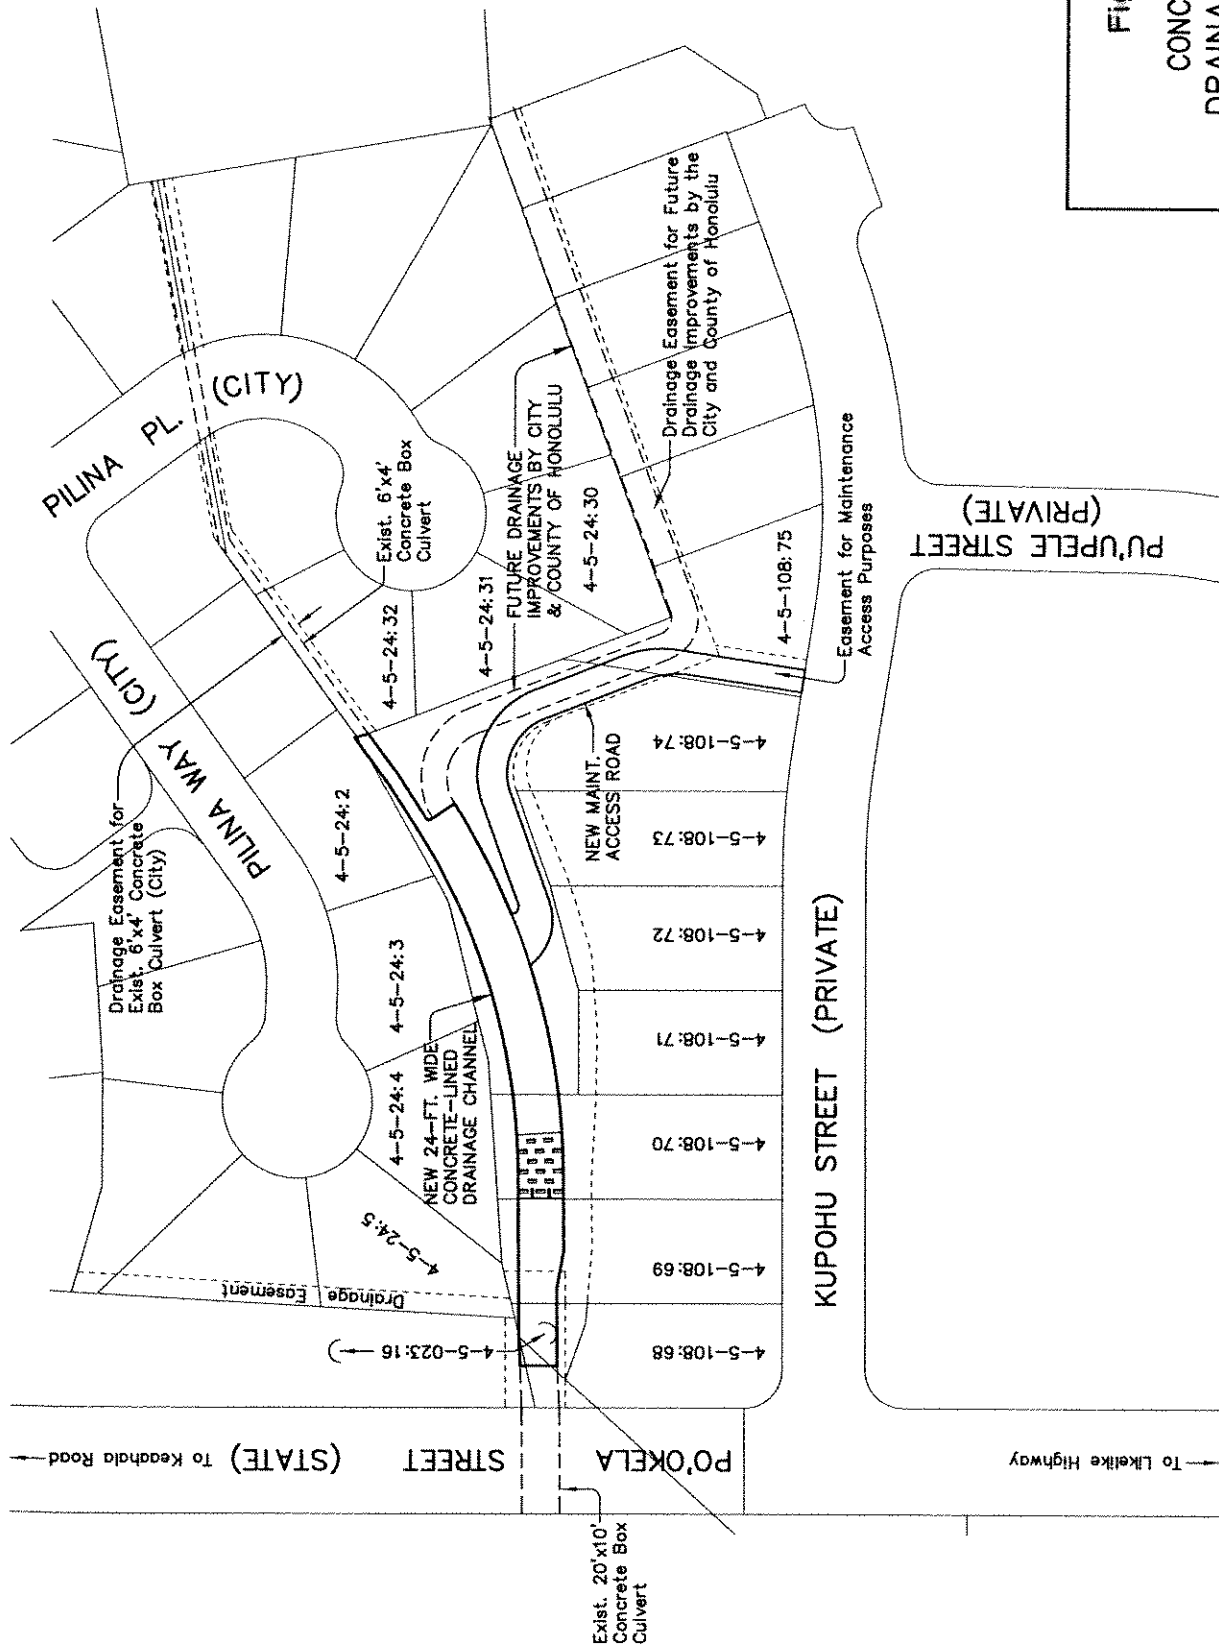 Fig
CONC
DRAINA
PILINA PL. (CITY)
Exist. 6'x4'
Concrete Box
Culvert
FUTURE DRAINAGE
IMPROVEMENTS BY CITY
& COUNTY OF HONOLULU
Drainage Easement for Future
Drainage Improvements by the
City and County of Honolulu
4-5-24:32
4-5-24:31
4-5-24:30
4-5-108:75
Easement for Maintenance
Access Purposes
PU'UPELE STREET
(PRIVATE)
PILINA WAY (CITY)
Drainage Easement for
Exist. 6'x4' Concrete
Box Culvert (City)
4-5-24:2
4-5-24:3
4-5-24:4
4-5-24:5
NEW 24-FT. WIDE
CONCRETE-LINED
DRAINAGE CHANNEL
NEW MAINT.
ACCESS ROAD
4-5-108:74
4-5-108:73
4-5-108:72
4-5-108:71
4-5-108:70
4-5-108:69
4-5-108:68
KUPOHU STREET (PRIVATE)
Drainage Easement
4-5-023:16
PO'OKELA STREET (STATE)
To Keaahala Road
To Likelike Highway
Exist. 20'x10'
Concrete Box
Culvert